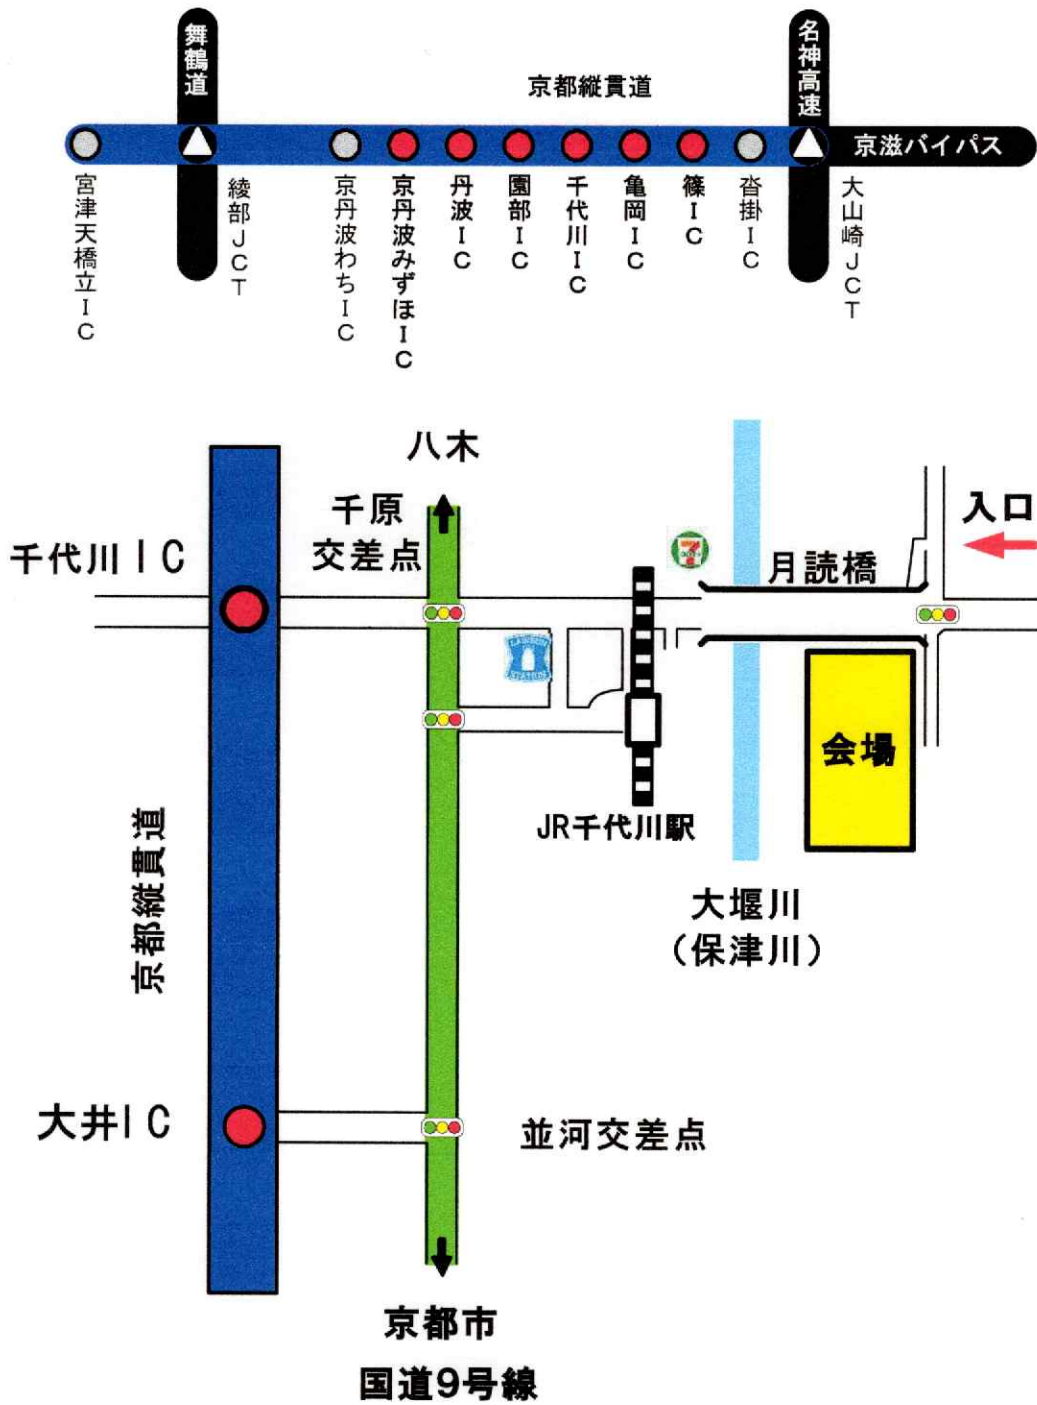 舞鶴道
名神高速
京都縦貫道
京滋バイパス
宮津天橋立IC
綾部JCT
京丹波わちIC
京丹波みずほIC
丹波IC
園部IC
千代川IC
亀岡IC
篠IC
沓掛IC
大山崎JCT
八木
千原
交差点
千代川IC
入口
月読橋
7
LAWSON
STATION
会場
JR千代川駅
京都縦貫道
大堰川
（保津川）
大井IC
並河交差点
京都市
国道9号線